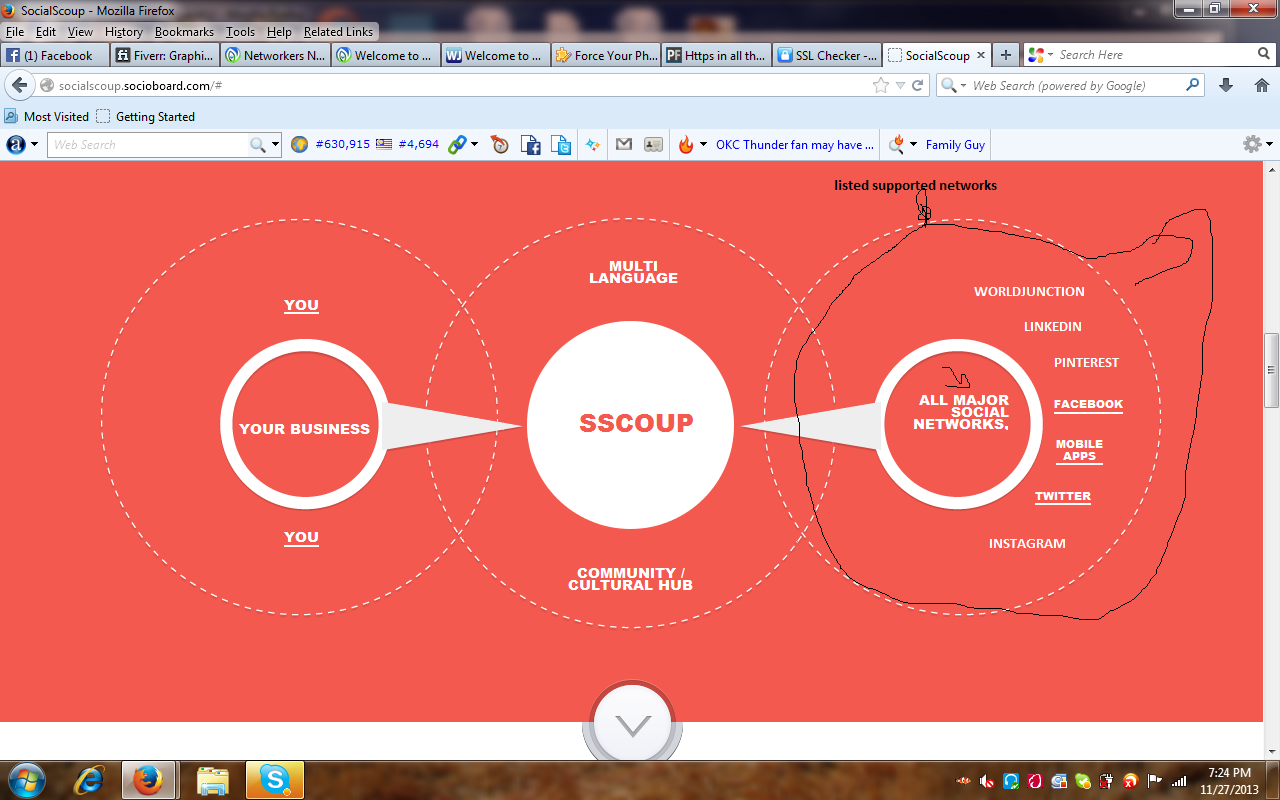 SocialScoup - Mozilla Firefox
File Edit View History Bookmarks Tools Help Related Links
(1) Facebook
Fiverr: Graphi...
Networkers N...
Welcome to ...
Welcome to ...
Force Your Ph...
Https in all th...
SSL Checker -...
SocialScoup
Search Here
socialscoup.socioboard.com/#
Web Search (powered by Google)
Most Visited Getting Started
Web Search
#630,915 #4,694
OKC Thunder fan may have ...
Family Guy
listed supported networks
YOU
YOUR BUSINESS
YOU
MULTI
LANGUAGE
SSCOUP
COMMUNITY /
CULTURAL HUB
ALL MAJOR
SOCIAL
NETWORKS.
WORLDJUNCTION
LINKEDIN
PINTEREST
FACEBOOK
MOBILE
APPS
TWITTER
INSTAGRAM
7:24 PM
11/27/2013